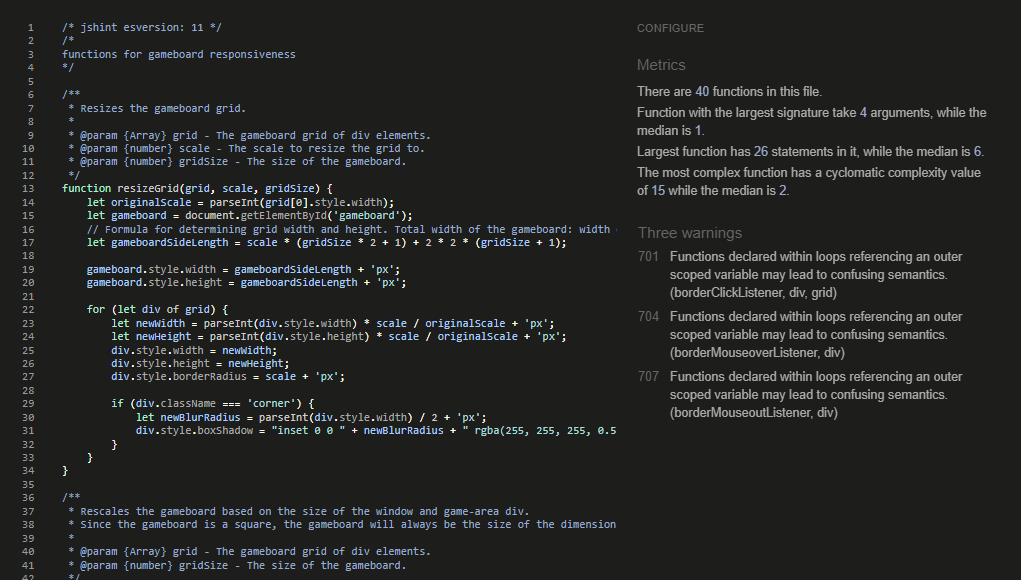 1 /* jshint esversion: 11 */
2 /*
3 functions for gameboard responsiveness
4 */
5
6 /**
7 * Resizes the gameboard grid.
8 *
9 * @param {Array} grid - The gameboard grid of div elements.
10 * @param {number} scale - The scale to resize the grid to.
11 * @param {number} gridSize - The size of the gameboard.
12 */
13 function resizeGrid(grid, scale, gridSize) {
14 let originalScale = parseInt(grid[0].style.width);
15 let gameboard = document.getElementById('gameboard');
16 // Formula for determining grid width and height. Total width of the gameboard: width
17 let gameboardSideLength = scale * (gridSize * 2 + 1) + 2 * 2 * (gridSize + 1);
18
19 gameboard.style.width = gameboardSideLength + 'px';
20 gameboard.style.height = gameboardSideLength + 'px';
21
22 for (let div of grid) {
23 let newWidth = parseInt(div.style.width) * scale / originalScale + 'px';
24 let newHeight = parseInt(div.style.height) * scale / originalScale + 'px';
25 div.style.width = newWidth;
26 div.style.height = newHeight;
27 div.style.borderRadius = scale + 'px';
28
29 if (div.className === 'corner') {
30 let newBlurRadius = parseInt(div.style.width) / 2 + 'px';
31 div.style.boxShadow = "inset 0 0 " + newBlurRadius + " rgba(255, 255, 255, 0.5
32 }
33 }
34 }
35
36 /**
37 * Rescales the gameboard based on the size of the window and game-area div.
38 * Since the gameboard is a square, the gameboard will always be the size of the dimension
39 *
40 * @param {Array} grid - The gameboard grid of div elements.
41 * @param {number} gridSize - The size of the gameboard.
42 */
CONFIGURE
Metrics
There are 40 functions in this file.
Function with the largest signature take 4 arguments, while the
median is 1.
Largest function has 26 statements in it, while the median is 6.
The most complex function has a cyclomatic complexity value
of 15 while the median is 2.
Three warnings
701 Functions declared within loops referencing an outer
scoped variable may lead to confusing semantics.
(borderClickListener, div, grid)
704 Functions declared within loops referencing an outer
scoped variable may lead to confusing semantics.
(borderMouseoverListener, div)
707 Functions declared within loops referencing an outer
scoped variable may lead to confusing semantics.
(borderMouseoutListener, div)